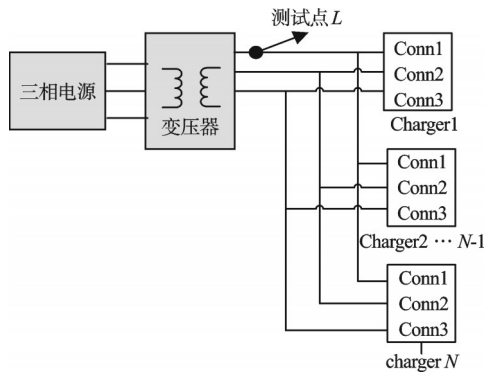 测试点L
三相电源
变压器
Conn1
Conn2
Conn3
Charger1
Conn1
Conn2
Conn3
Charger2 … N-1
Conn1
Conn2
Conn3
charger N